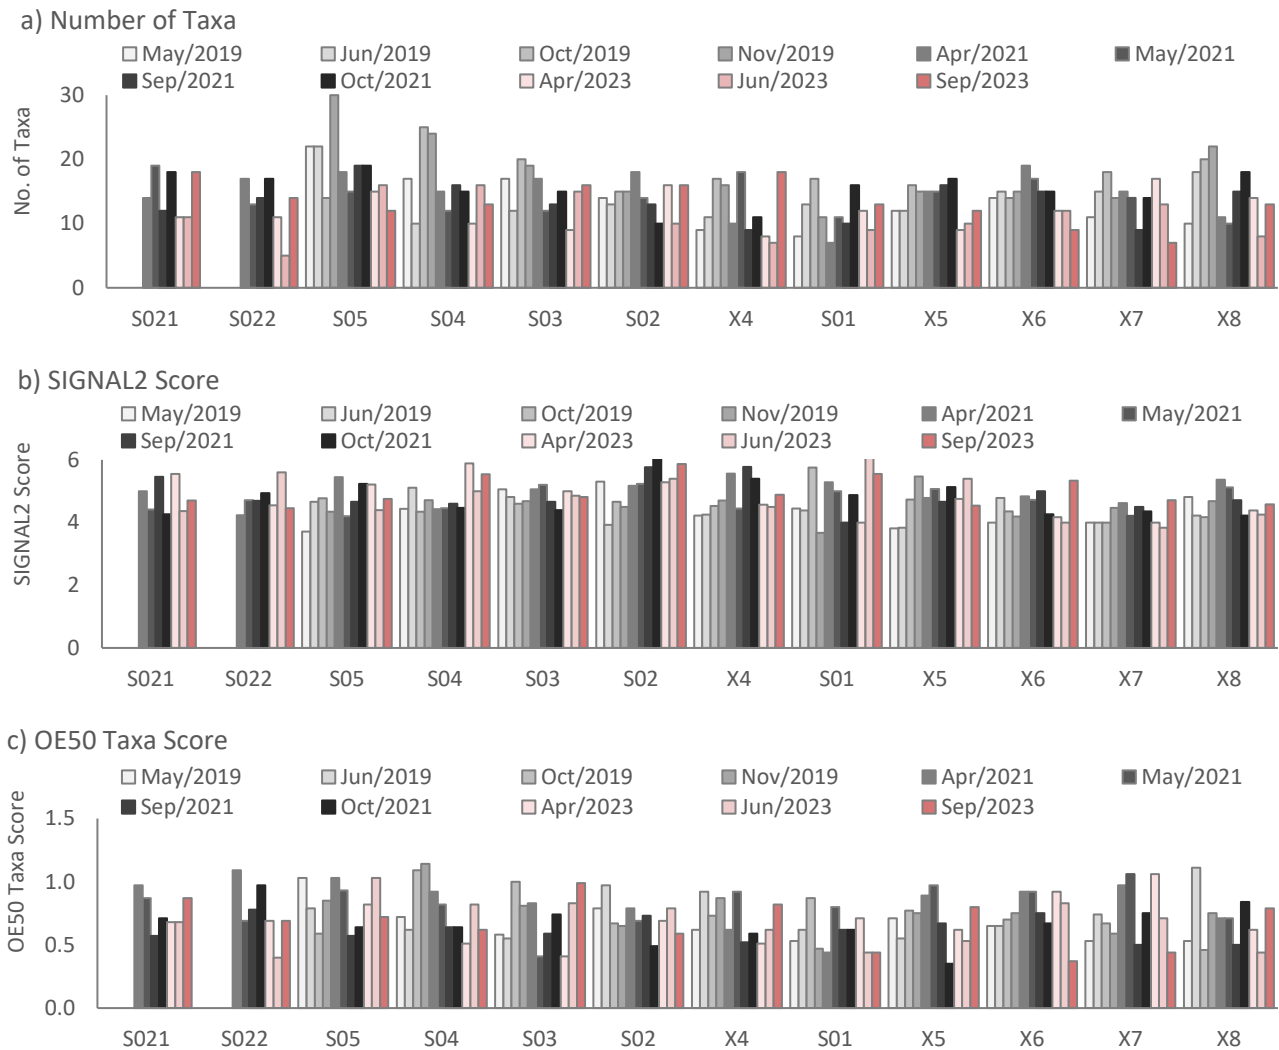 a) Number of Taxa
May/2019 Jun/2019 Oct/2019 Nov/2019 Apr/2021 May/2021
Sep/2021 Oct/2021 Apr/2023 Jun/2023 Sep/2023
No. of Taxa
30
20
10
0
S021 S022 S05 S04 S03 S02 X4 S01 X5 X6 X7 X8
b) SIGNAL2 Score
May/2019 Jun/2019 Oct/2019 Nov/2019 Apr/2021 May/2021
Sep/2021 Oct/2021 Apr/2023 Jun/2023 Sep/2023
SIGNAL2 Score
6
4
2
0
S021 S022 S05 S04 S03 S02 X4 S01 X5 X6 X7 X8
c) OE50 Taxa Score
May/2019 Jun/2019 Oct/2019 Nov/2019 Apr/2021 May/2021
Sep/2021 Oct/2021 Apr/2023 Jun/2023 Sep/2023
OE50 Taxa Score
1.5
1.0
0.5
0.0
S021 S022 S05 S04 S03 S02 X4 S01 X5 X6 X7 X8